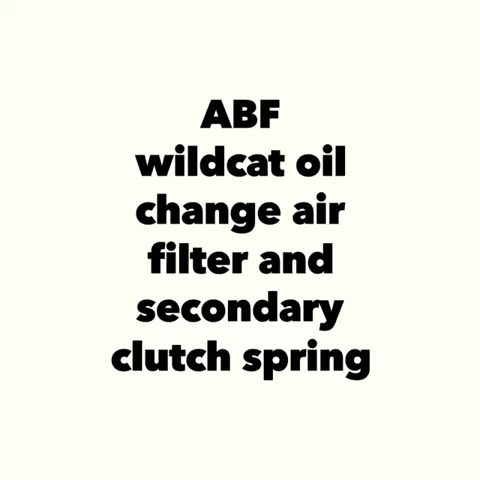 ABF
wildcat oil
change air
filter and
secondary
clutch spring